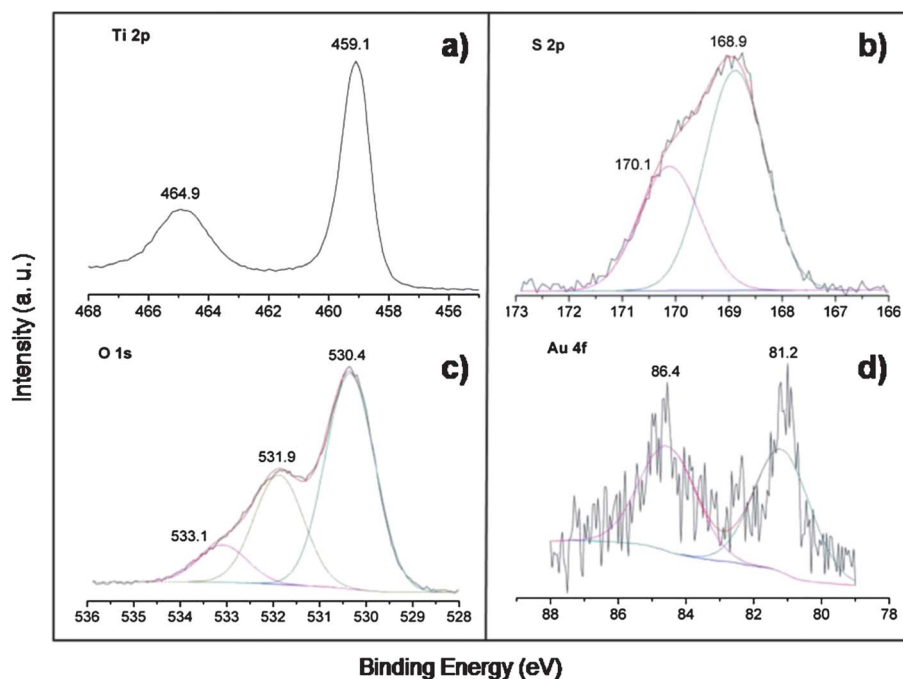 Ti 2p
459.1
a)
464.9
468 466 464 462 460 458 456
S 2p
168.9
b)
170.1
173 172 171 170 169 168 167 166
O 1s
530.4
c)
531.9
533.1
536 535 534 533 532 531 530 529 528
Au 4f
86.4
81.2
d)
88 86 84 82 80 78
Intensity (a. u.)
Binding Energy (eV)